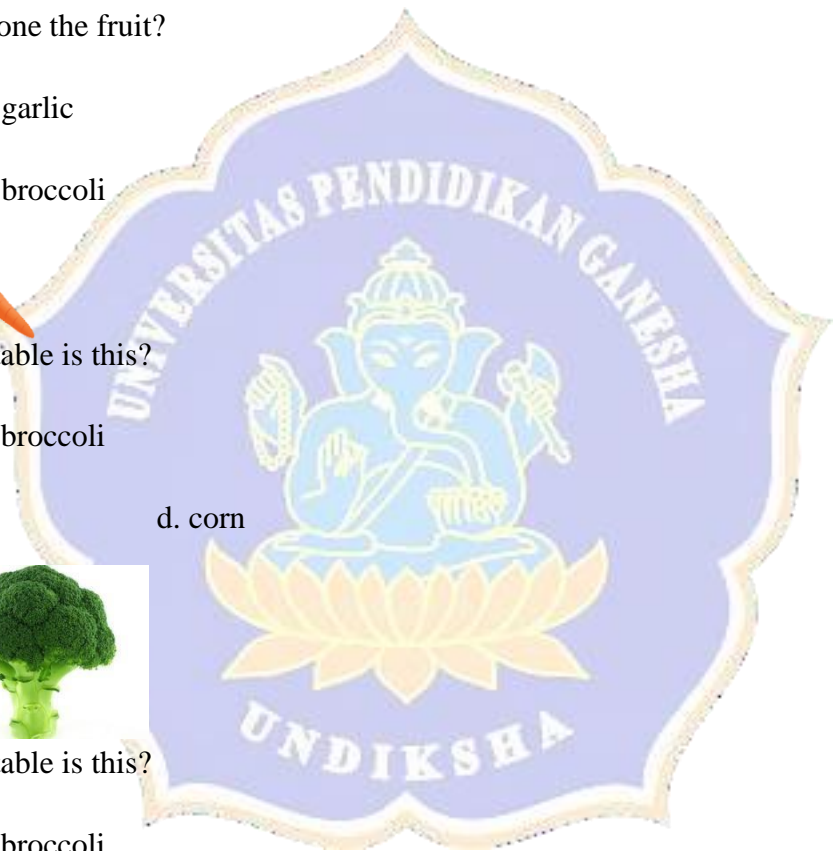 one the fruit?
garlic
broccoli
UNIVERSITAS PENDIDIKAN GANESHA
able is this?
broccoli
d. corn
UNDIKSHA
able is this?
broccoli